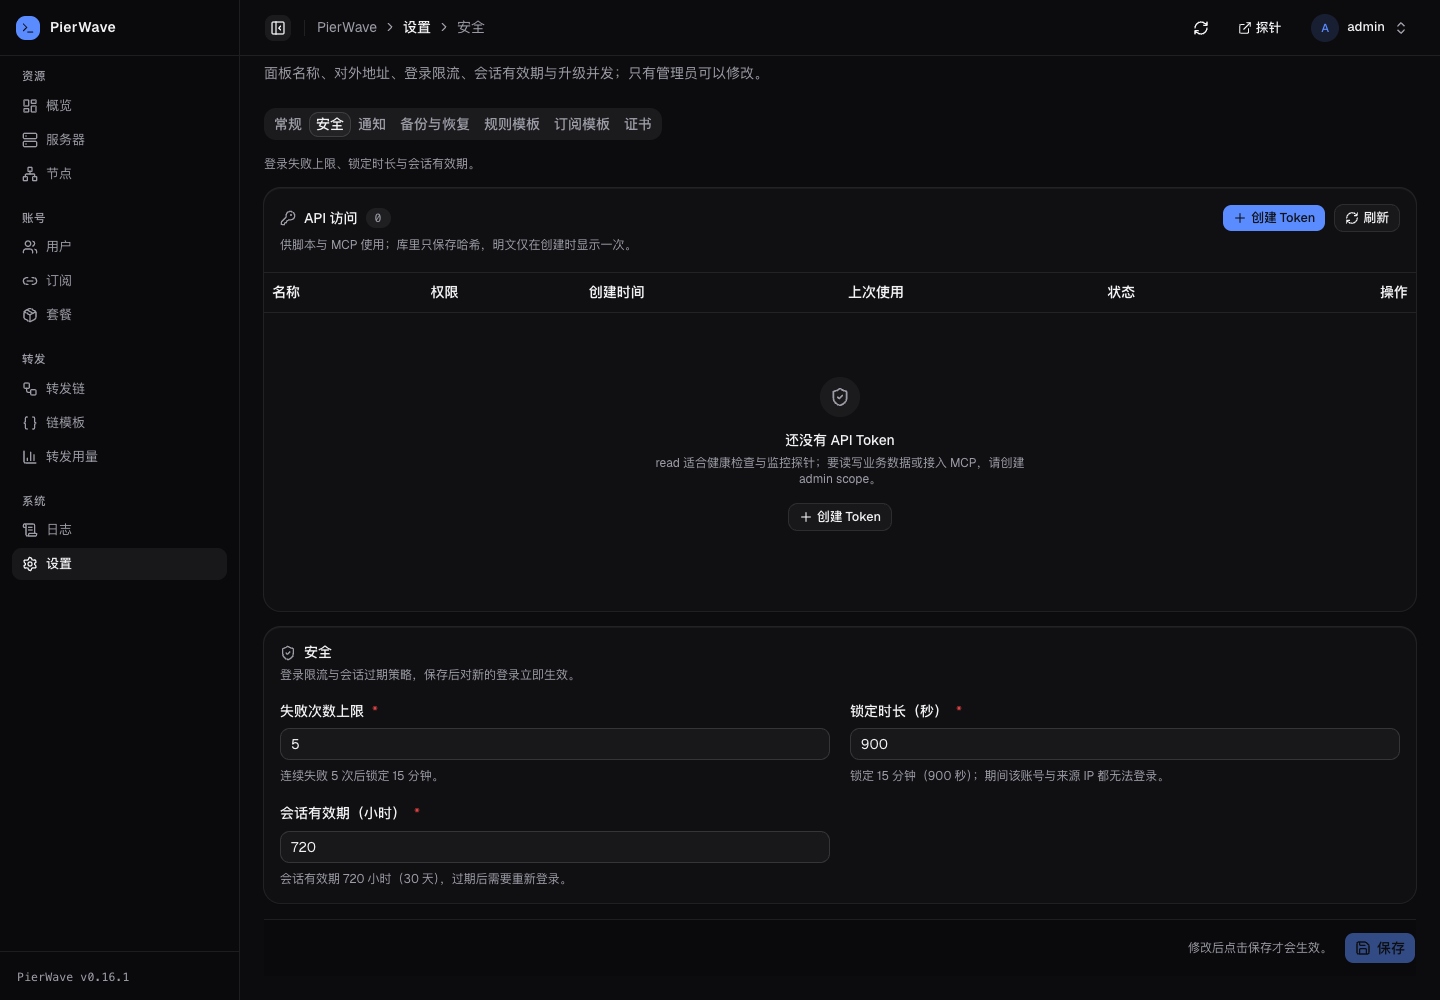 PierWave
PierWave
设置
安全
探针
A
admin
资源
概览
服务器
节点
账号
用户
订阅
套餐
转发
转发链
链模板
转发用量
系统
日志
设置
PierWave v0.16.1
面板名称、对外地址、登录限流、会话有效期与升级并发；只有管理员可以修改。
常规 安全 通知 备份与恢复 规则模板 订阅模板 证书
登录失败上限、锁定时长与会话有效期。
API 访问 0
创建 Token
刷新
供脚本与 MCP 使用；库里只保存哈希，明文仅在创建时显示一次。
名称 权限 创建时间 上次使用 状态 操作
还没有 API Token
read 适合健康检查与监控探针；要读写业务数据或接入 MCP，请创建
admin scope。
创建 Token
安全
登录限流与会话过期策略，保存后对新的登录立即生效。
失败次数上限 *
5
连续失败 5 次后锁定 15 分钟。
锁定时长（秒） *
900
锁定 15 分钟（900 秒）；期间该账号与来源 IP 都无法登录。
会话有效期（小时） *
720
会话有效期 720 小时（30 天），过期后需要重新登录。
修改后点击保存才会生效。
保存